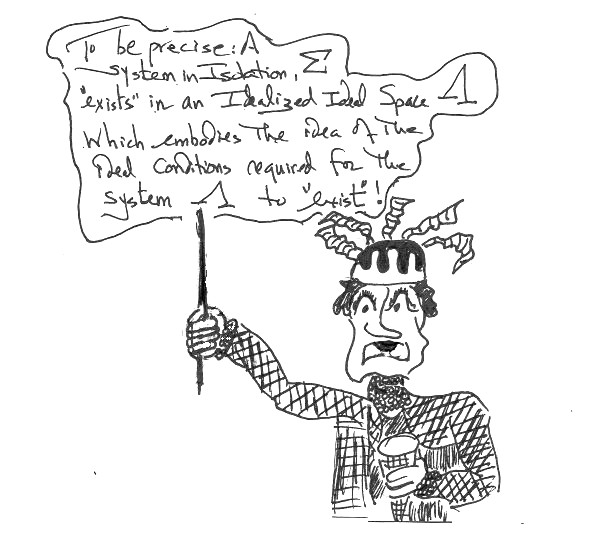 To be precise: A
System in Isolation, Σ
"exists" in an Idealized Ideal Space Λ
Which embodies The idea of The
ideal Conditions required for The
system Λ to "exist"!